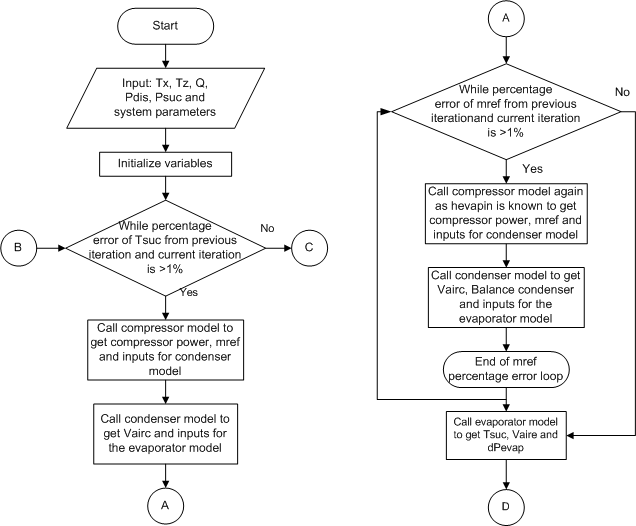 Start
Input: Tx, Tz, Q,
Pdis, Psuc and
system parameters
Initialize variables
While percentage
error of Tsuc from previous
iteration and current iteration
is >1%
No
B
C
Yes
Call compressor model to
get compressor power, mref
and inputs for condenser
model
Call condenser model to
get Vairc and inputs for
the evaporator model
A
A
While percentage
error of mref from previous
iterationand current iteration
is >1%
No
Yes
Call compressor model again
as hevapin is known to get
compressor power, mref and
inputs for condenser model
Call condenser model to get
Vairc, Balance condenser
and inputs for the
evaporator model
End of mref
percentage error loop
Call evaporator model
to get Tsuc, Vaire and
dPevap
D